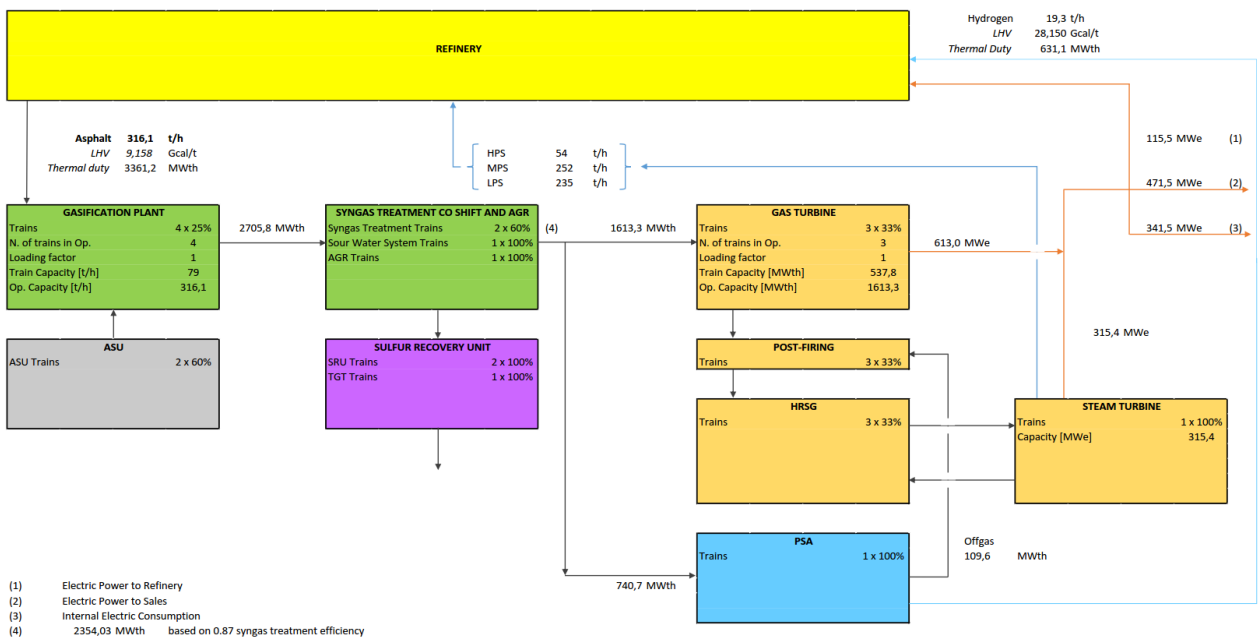 Hydrogen 19,3 t/h
LHV 28,150 Gcal/t
Thermal Duty 631,1 MWth
REFINERY
Asphalt 316,1 t/h
LHV 9,158 Gcal/t
Thermal duty 3361,2 MWth
HPS 54 t/h
MPS 252 t/h
LPS 235 t/h
115,5 MWe (1)
471,5 MWe (2)
341,5 MWe (3)
GASIFICATION PLANT
Trains 4 x 25%
N. of trains in Op. 4
Loading factor 1
Train Capacity [t/h] 79
Op. Capacity [t/h] 316,1
2705,8 MWth
SYNGAS TREATMENT CO SHIFT AND AGR
Syngas Treatment Trains 2 x 60%
Sour Water System Trains 1 x 100%
AGR Trains 1 x 100%
(4)
1613,3 MWth
GAS TURBINE
Trains 3 x 33%
N. of trains in Op. 3
Loading factor 1
Train Capacity [MWth] 537,8
Op. Capacity [MWth] 1613,3
613,0 MWe
315,4 MWe
ASU
ASU Trains 2 x 60%
SULFUR RECOVERY UNIT
SRU Trains 2 x 100%
TGT Trains 1 x 100%
POST-FIRING
Trains 3 x 33%
HRSG
Trains 3 x 33%
STEAM TURBINE
Trains 1 x 100%
Capacity [MWe] 315,4
PSA
Trains 1 x 100%
Offgas
109,6 MWth
740,7 MWth
(1) Electric Power to Refinery
(2) Electric Power to Sales
(3) Internal Electric Consumption
(4) 2354,03 MWth based on 0.87 syngas treatment efficiency